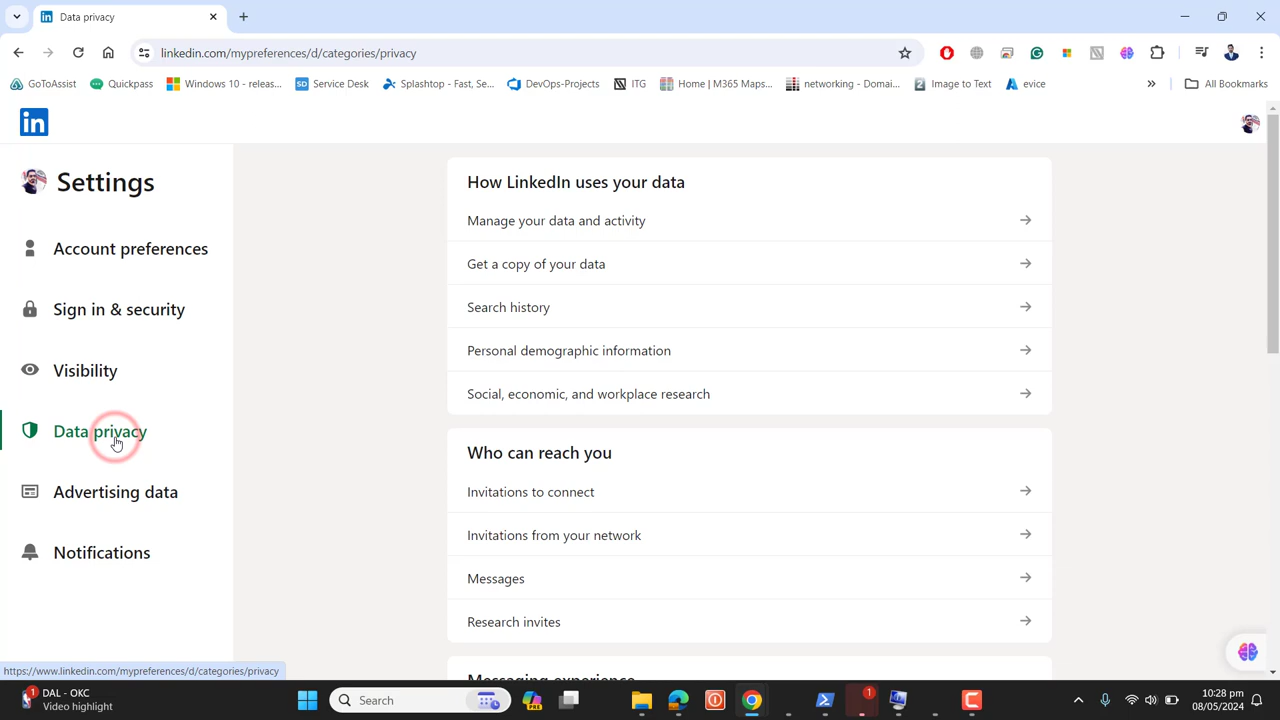 Data privacy
linkedin.com/mypreferences/d/categories/privacy
GoToAssist
Quickpass
Windows 10 - releas...
SD Service Desk
Splashtop - Fast, Se...
DevOps-Projects
ITG
Home | M365 Maps...
networking - Domai...
Image to Text
evice
All Bookmarks
in
Settings
Account preferences
Sign in & security
Visibility
Data privacy
Advertising data
Notifications
How LinkedIn uses your data
Manage your data and activity
Get a copy of your data
Search history
Personal demographic information
Social, economic, and workplace research
Who can reach you
Invitations to connect
Invitations from your network
Messages
Research invites
https://www.linkedin.com/mypreferences/d/categories/privacy
1
DAL - OKC
Video highlight
Search
1
10:28 pm
08/05/2024